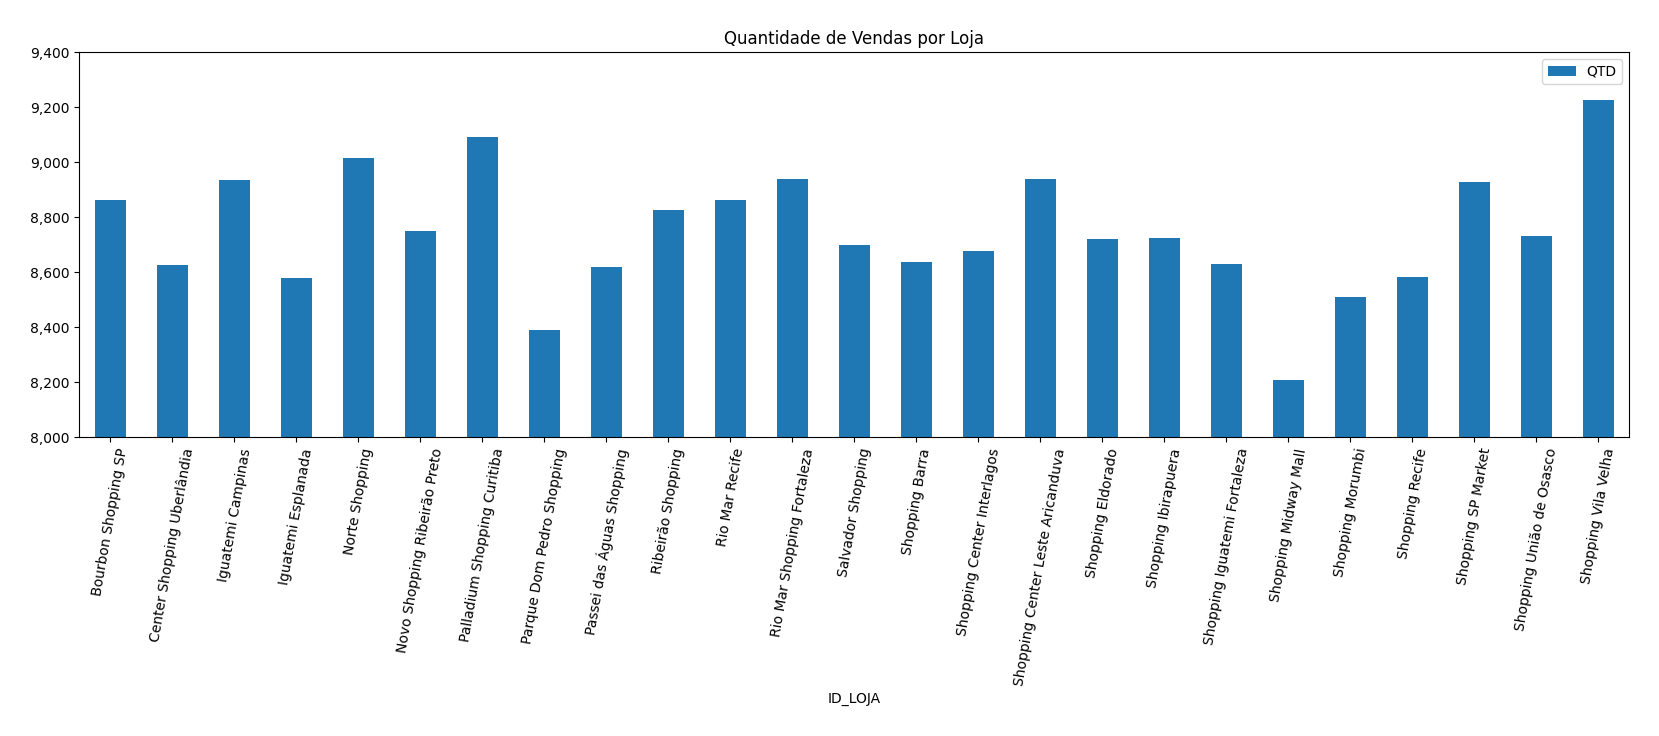 Quantidade de Vendas por Loja
QTD
9,400
9,200
9,000
8,800
8,600
8,400
8,200
8,000
Bourbon Shopping SP
Center Shopping Uberlândia
Iguatemi Campinas
Iguatemi Esplanada
Norte Shopping
Novo Shopping Ribeirão Preto
Palladium Shopping Curitiba
Parque Dom Pedro Shopping
Passei das Águas Shopping
Ribeirão Shopping
Rio Mar Recife
Rio Mar Shopping Fortaleza
Salvador Shopping
Shopping Barra
Shopping Center Interlagos
Shopping Center Leste Aricanduva
Shopping Eldorado
Shopping Ibirapuera
Shopping Iguatemi Fortaleza
Shopping Midway Mall
Shopping Morumbi
Shopping Recife
Shopping SP Market
Shopping União de Osasco
Shopping Vila Velha
ID_LOJA